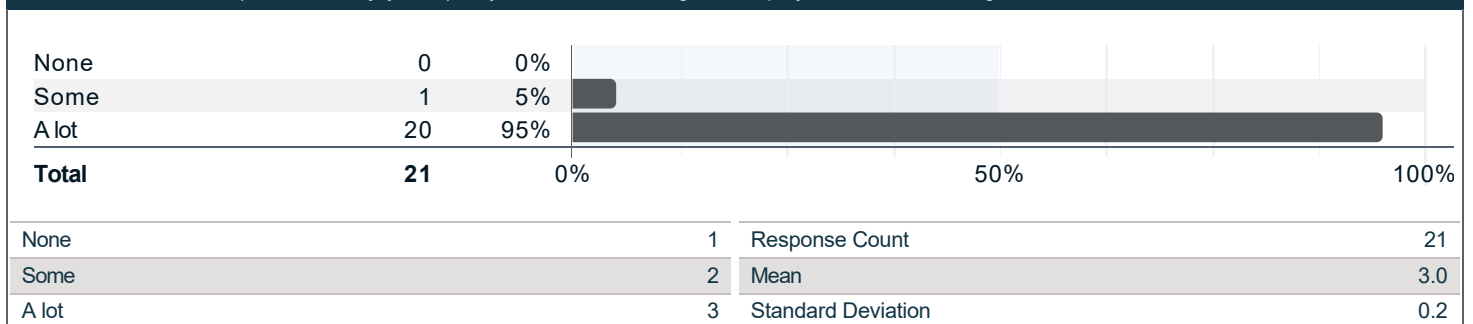 None 0 0%
Some 1 5%
A lot 20 95%
Total 21 0% 50% 100%
None 1 Response Count 21
Some 2 Mean 3.0
A lot 3 Standard Deviation 0.2